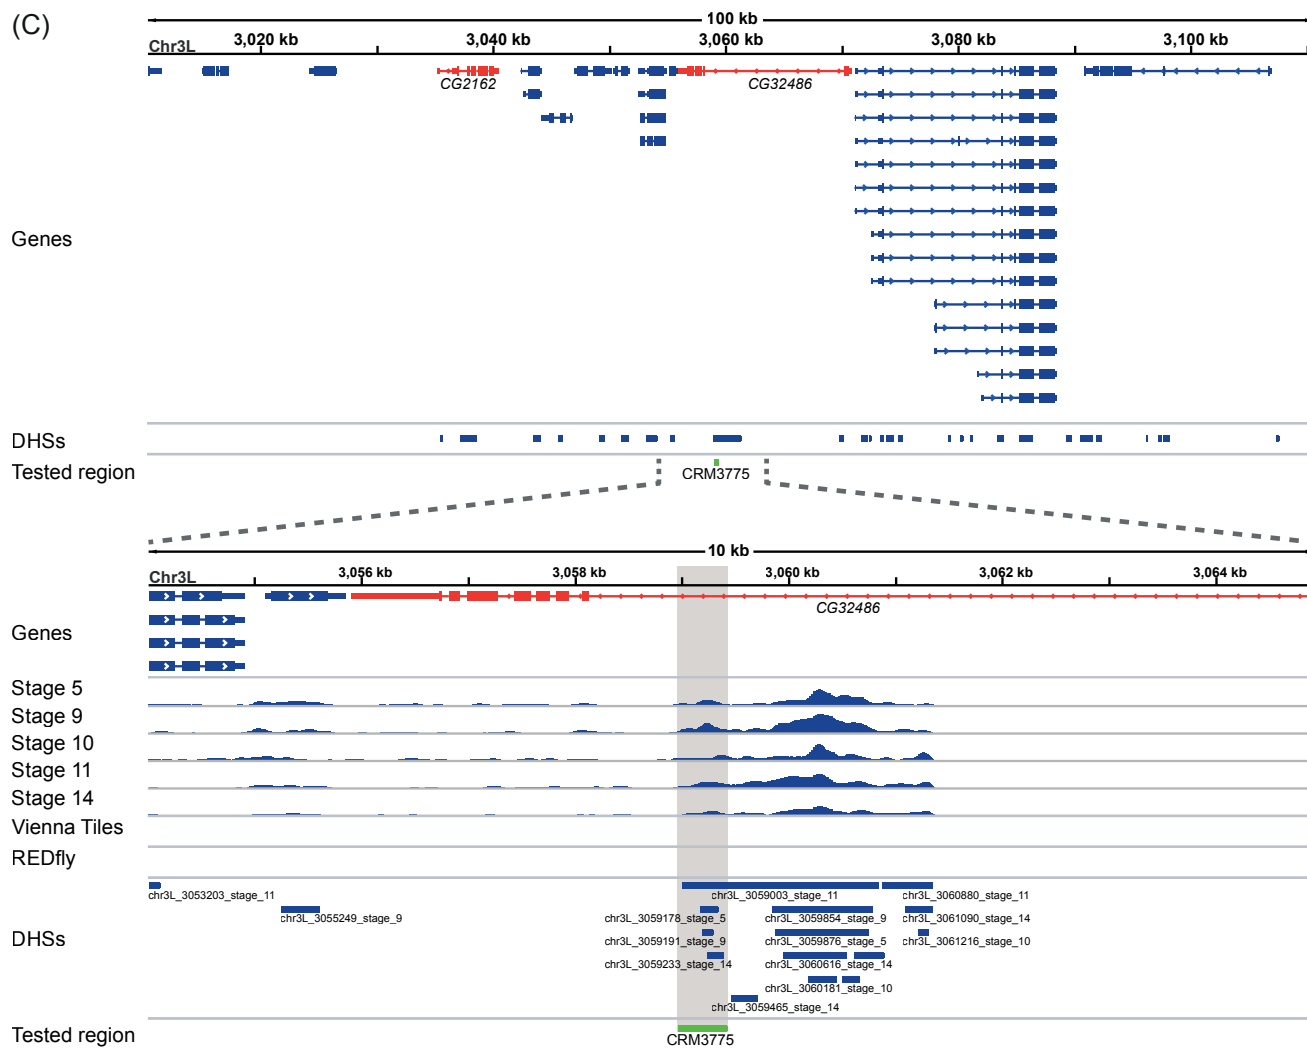 (C)
100 kb
Chr3L
3,020 kb 3,040 kb 3,060 kb 3,080 kb 3,100 kb
CG2162 CG32486
Genes
DHSs
Tested region
CRM3775
10 kb
Chr3L
3,056 kb 3,058 kb 3,060 kb 3,062 kb 3,064 kb
CG32486
Genes
Stage 5
Stage 9
Stage 10
Stage 11
Stage 14
Vienna Tiles
REDfly
chr3L_3053203_stage_11 chr3L_3059003_stage_11 chr3L_3060880_stage_11
chr3L_3055249_stage_9 chr3L_3059178_stage_5 chr3L_3059854_stage_9 chr3L_3061090_stage_14
DHSs
chr3L_3059191_stage_9 chr3L_3059876_stage_5 chr3L_3061216_stage_10
chr3L_3059233_stage_14 chr3L_3060616_stage_14
chr3L_3060181_stage_10
chr3L_3059465_stage_14
Tested region
CRM3775